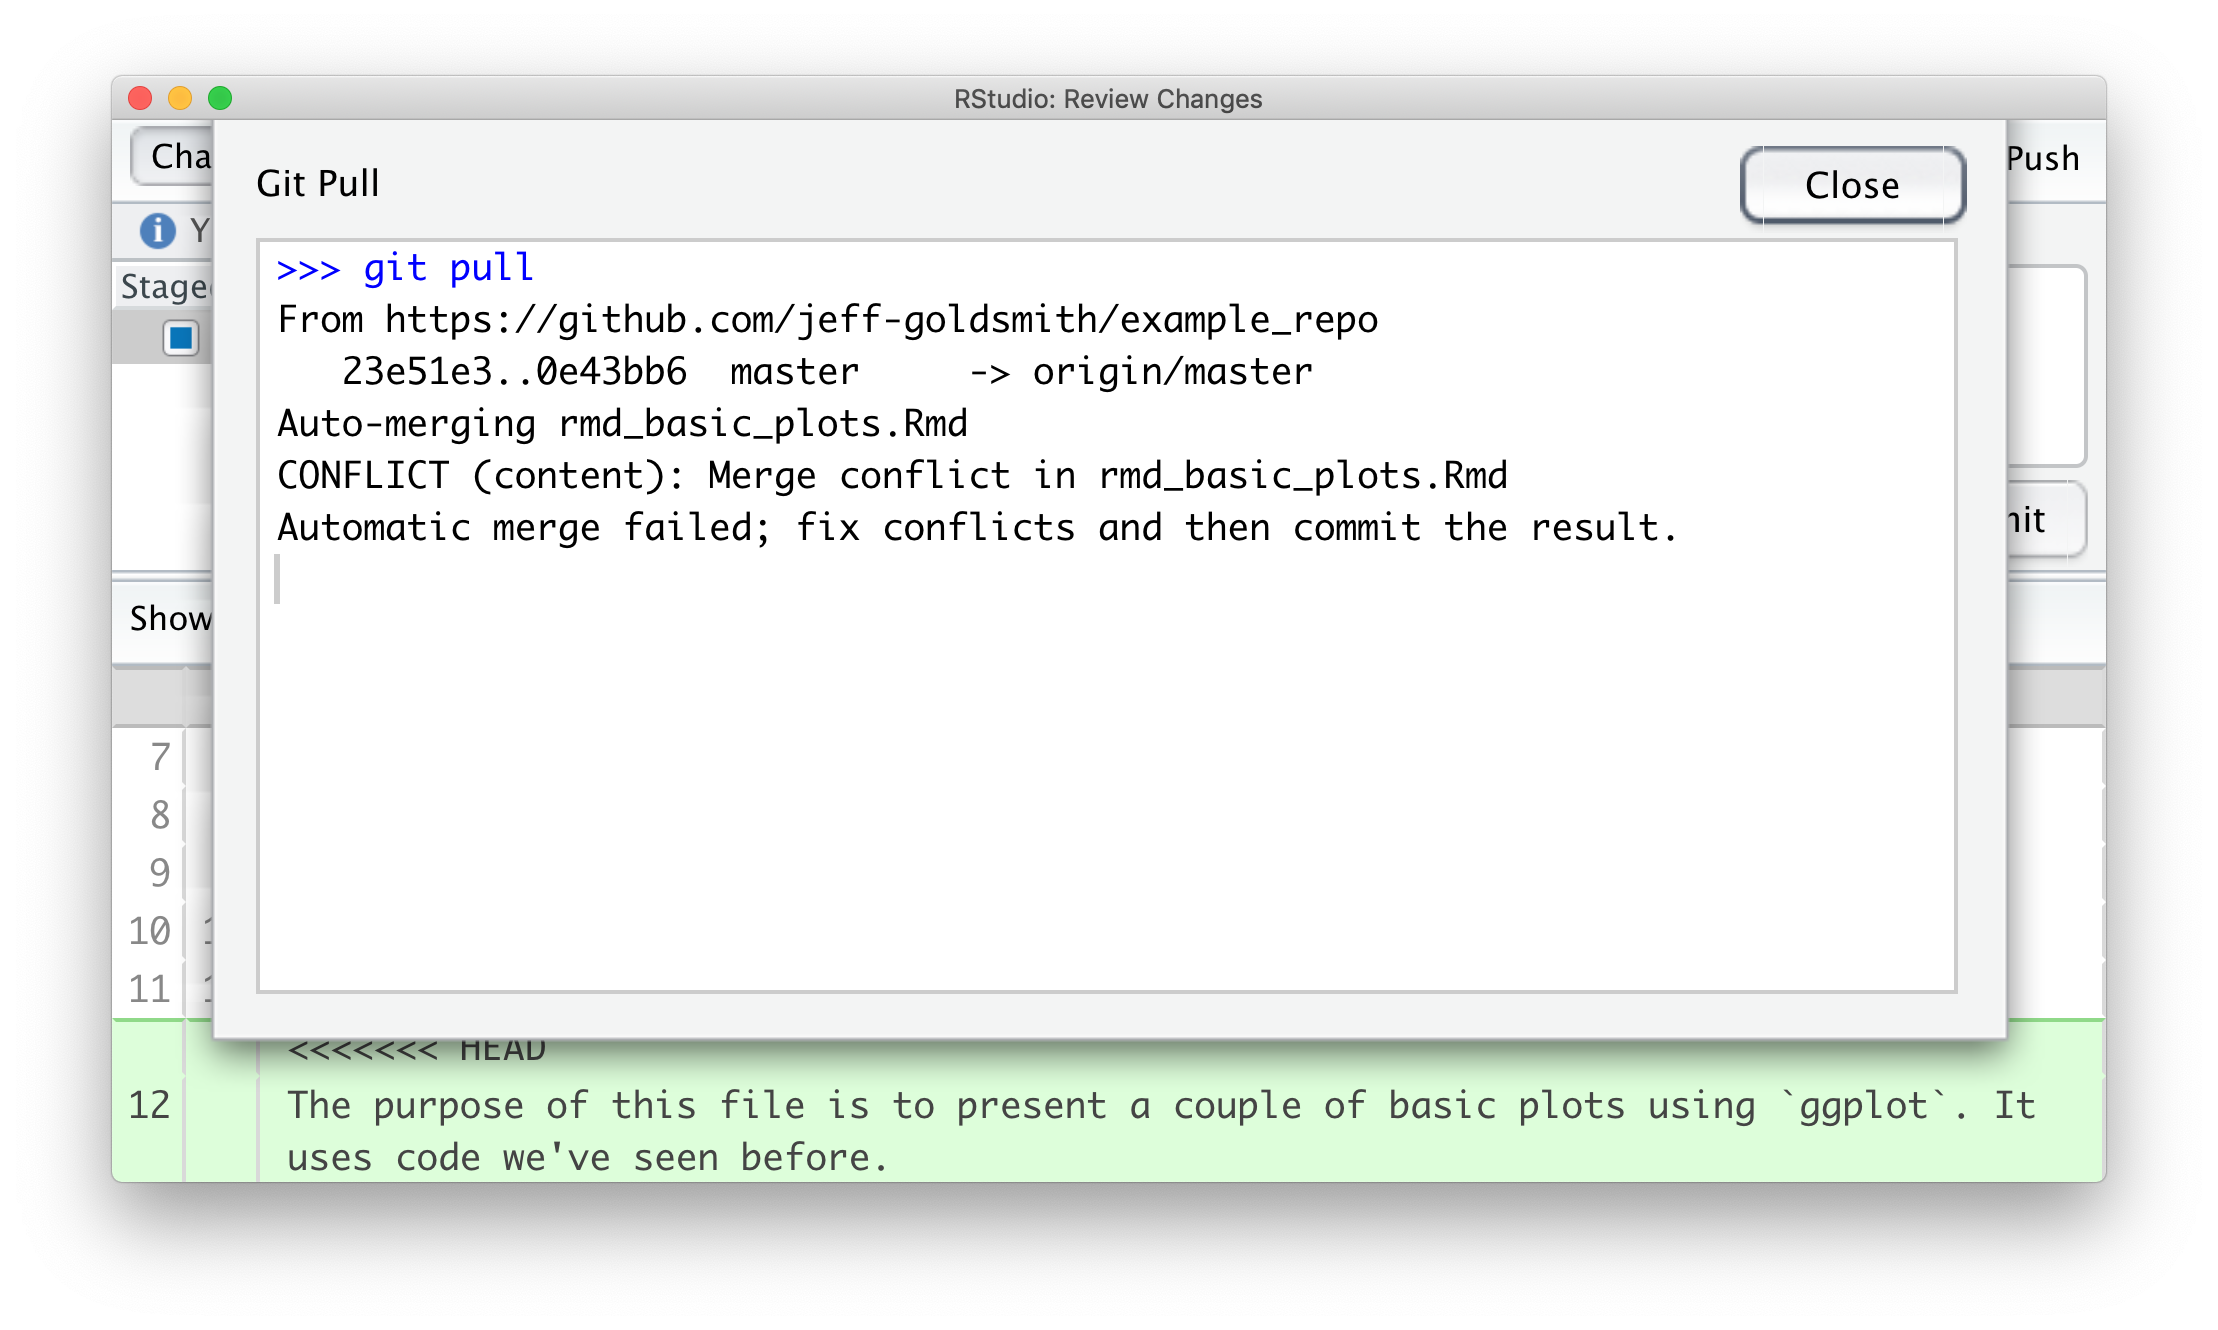 RStudio: Review Changes
Push
Git Pull
Close
>>> git pull
From https://github.com/jeff-goldsmith/example_repo
   23e51e3..0e43bb6  master     -> origin/master
Auto-merging rmd_basic_plots.Rmd
CONFLICT (content): Merge conflict in rmd_basic_plots.Rmd
Automatic merge failed; fix conflicts and then commit the result.
Show
7
8
9
10
11
<<<<<<< HEAD
12 The purpose of this file is to present a couple of basic plots using `ggplot`. It
uses code we've seen before.